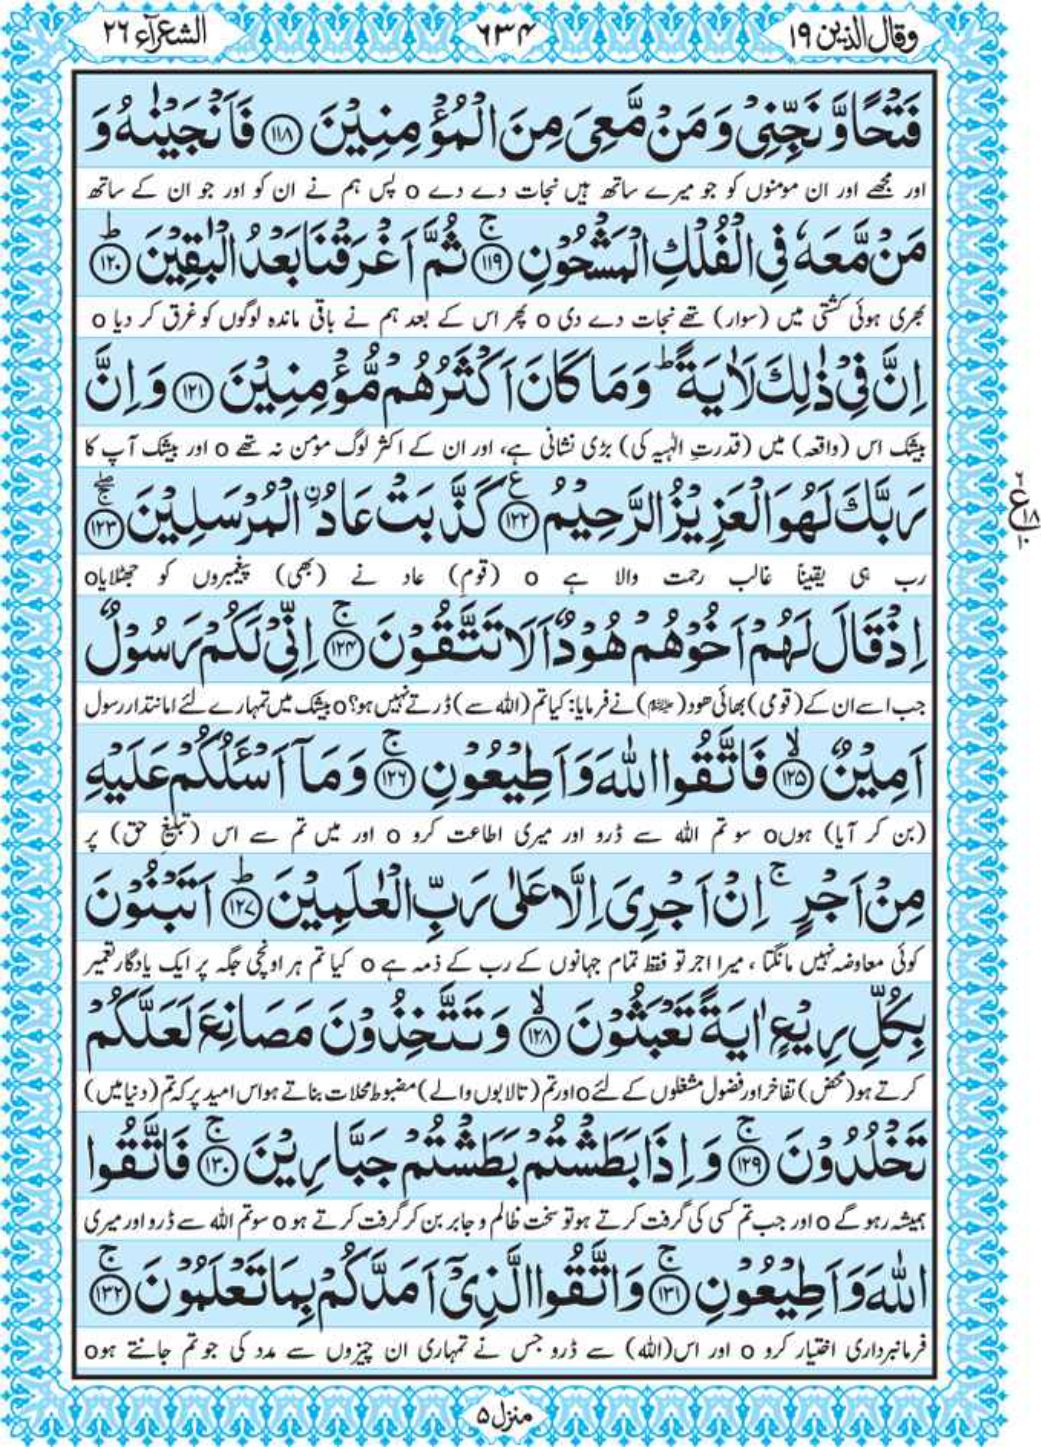 وقال الذین ١٩
٦٣٤
الشعرآء ٢٦
فَتْحًا وَّ نَجِّنِیْ وَ مَنْ مَّعِیَ مِنَ الْمُؤْمِنِیْنَ ﴿۱۱۸﴾ فَاَنْجَیْنٰهُ وَ
اور مجھے اور ان مومنوں کو جو میرے ساتھ ہیں نجات دے دے o پس ہم نے ان کو اور جو ان کے ساتھ
مَنْ مَّعَهٗ فِی الْفُلْكِ الْمَشْحُوْنِ ۚ﴿۱۱۹﴾ ثُمَّ اَغْرَقْنَا بَعْدُ الْبٰقِیْنَ ؕ﴿۱۲۰﴾
بھری ہوئی کشتی میں (سوار) تھے نجات دے دی o پھر اس کے بعد ہم نے باقی ماندہ لوگوں کو غرق کر دیا o
اِنَّ فِیْ ذٰلِكَ لَاٰیَةً ؕ وَ مَا كَانَ اَكْثَرُهُمْ مُّؤْمِنِیْنَ ﴿۱۲۱﴾ وَ اِنَّ
بیشک اس (واقعہ) میں (قدرتِ الٰہیہ کی) بڑی نشانی ہے، اور ان کے اکثر لوگ مومن نہ تھے o اور بیشک آپ کا
رَبَّكَ لَهُوَ الْعَزِیْزُ الرَّحِیْمُ ﴿۱۲۲﴾ۧ كَذَّبَتْ عَادُ ۨالْمُرْسَلِیْنَ ۚۖ﴿۱۲۳﴾
رب ہی یقیناً غالب رحمت والا ہے o (قومِ) عاد نے (بھی) پیغمبروں کو جھٹلایاo
ع ١٨
اِذْ قَالَ لَهُمْ اَخُوْهُمْ هُوْدٌ اَلَا تَتَّقُوْنَ ۚ﴿۱۲۴﴾ اِنِّیْ لَكُمْ رَسُوْلٌ
جب اسے ان کے (قومی) بھائی ھود (علیہ السلام) نے فرمایا: کیا تم (اللہ سے) ڈرتے نہیں ہو؟o بیشک میں تمہارے لئے امانتدار رسول
اَمِیْنٌ ۙ﴿۱۲۵﴾ فَاتَّقُوا اللّٰهَ وَ اَطِیْعُوْنِ ۚ﴿۱۲۶﴾ وَ مَاۤ اَسْـَٔلُكُمْ عَلَیْهِ
(بن کر آیا) ہوںo سو تم اللہ سے ڈرو اور میری اطاعت کرو o اور میں تم سے اس (تبلیغِ حق) پر
مِنْ اَجْرٍ ۚ اِنْ اَجْرِیَ اِلَّا عَلٰی رَبِّ الْعٰلَمِیْنَ ؕ﴿۱۲۷﴾ اَتَبْنُوْنَ
کوئی معاوضہ نہیں مانگتا، میرا اجر تو فقط تمام جہانوں کے رب کے ذمہ ہے o کیا تم ہر اونچی جگہ پر ایک یادگار تعمیر
بِكُلِّ رِیْعٍ اٰیَةً تَعْبَثُوْنَ ۙ﴿۱۲۸﴾ وَ تَتَّخِذُوْنَ مَصَانِعَ لَعَلَّكُمْ
کرتے ہو (محض) تفاخر اور فضول مشغلوں کے لئے o اور تم (تالابوں والے) مضبوط محلات بناتے ہو اس امید پر کہ تم (دنیا میں)
تَخْلُدُوْنَ ۚ﴿۱۲۹﴾ وَ اِذَا بَطَشْتُمْ بَطَشْتُمْ جَبَّارِیْنَ ۚ﴿۱۳۰﴾ فَاتَّقُوا
ہمیشہ رہو گے o اور جب تم کسی کی گرفت کرتے ہو تو سخت ظالم و جابر بن کر گرفت کرتے ہو o سو تم اللہ سے ڈرو اور میری
اللّٰهَ وَ اَطِیْعُوْنِ ۚ﴿۱۳۱﴾ وَ اتَّقُوا الَّذِیْۤ اَمَدَّكُمْ بِمَا تَعْلَمُوْنَ ۚ﴿۱۳۲﴾
فرمانبرداری اختیار کرو o اور اس (اللہ) سے ڈرو جس نے تمہاری ان چیزوں سے مدد کی جو تم جانتے ہوo
منزل ۵